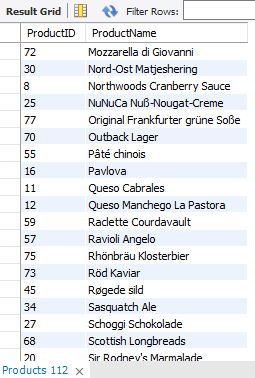 Result Grid Filter Rows:
ProductID ProductName
72 Mozzarella di Giovanni
30 Nord-Ost Matjeshering
8 Northwoods Cranberry Sauce
25 NuNuCa Nuß-Nougat-Creme
77 Original Frankfurter grüne Soße
70 Outback Lager
55 Pâté chinois
16 Pavlova
11 Queso Cabrales
12 Queso Manchego La Pastora
59 Raclette Courdavault
57 Ravioli Angelo
75 Rhönbräu Klosterbier
73 Röd Kaviar
45 Røgede sild
34 Sasquatch Ale
27 Schoggi Schokolade
68 Scottish Longbreads
20 Sir Rodney's Marmalade
Products 112